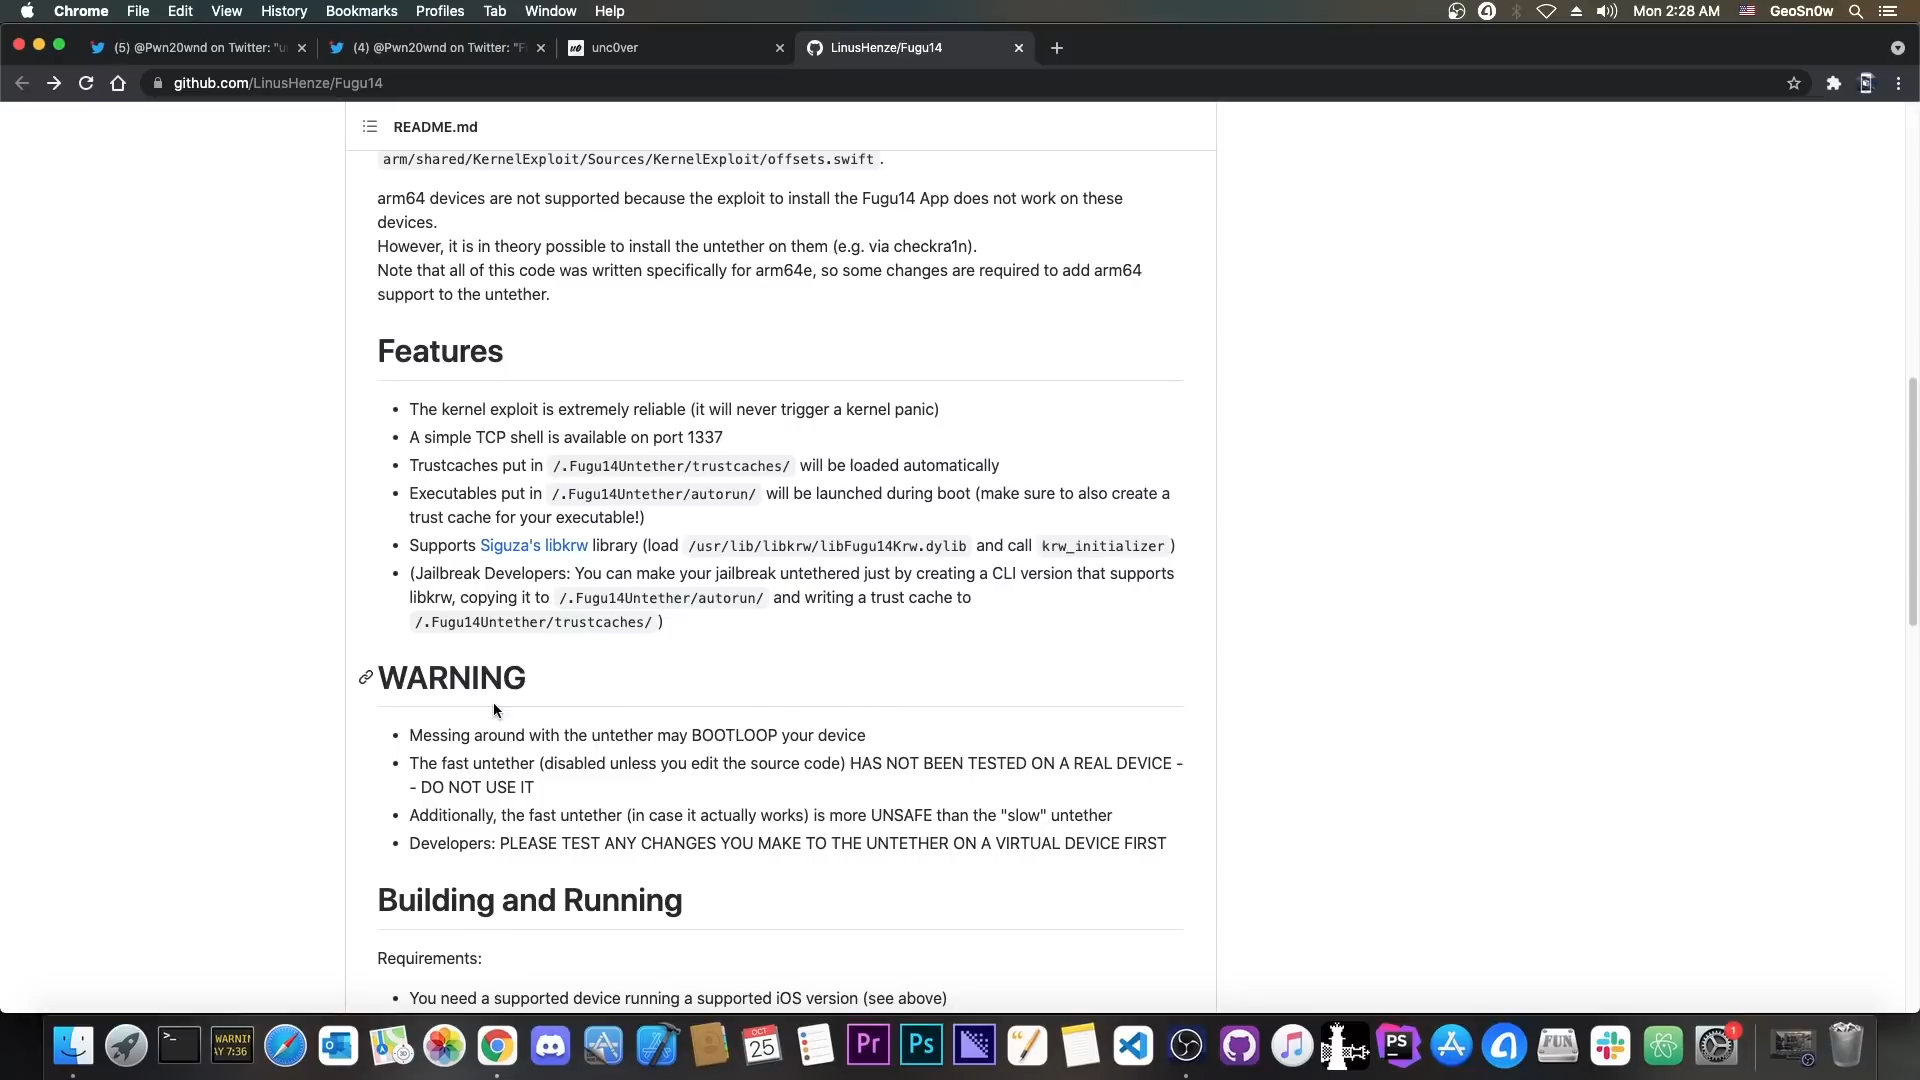 Chrome File Edit View History Bookmarks Profiles Tab Window Help Mon 2:28 AM GeoSn0w
(5) @Pwn20wnd on Twitter: "u (4) @Pwn20wnd on Twitter: "F unc0ver LinusHenze/Fugu14
github.com/LinusHenze/Fugu14
README.md
arm/shared/KernelExploit/Sources/KernelExploit/offsets.swift .
arm64 devices are not supported because the exploit to install the Fugu14 App does not work on these
devices.
However, it is in theory possible to install the untether on them (e.g. via checkra1n).
Note that all of this code was written specifically for arm64e, so some changes are required to add arm64
support to the untether.
Features
• The kernel exploit is extremely reliable (it will never trigger a kernel panic)
• A simple TCP shell is available on port 1337
• Trustcaches put in /.Fugu14Untether/trustcaches/ will be loaded automatically
• Executables put in /.Fugu14Untether/autorun/ will be launched during boot (make sure to also create a
trust cache for your executable!)
• Supports Siguza's libkrw library (load /usr/lib/libkrw/libFugu14Krw.dylib and call krw_initializer )
• (Jailbreak Developers: You can make your jailbreak untethered just by creating a CLI version that supports
libkrw, copying it to /.Fugu14Untether/autorun/ and writing a trust cache to
/.Fugu14Untether/trustcaches/ )
WARNING
• Messing around with the untether may BOOTLOOP your device
• The fast untether (disabled unless you edit the source code) HAS NOT BEEN TESTED ON A REAL DEVICE -
- DO NOT USE IT
• Additionally, the fast untether (in case it actually works) is more UNSAFE than the "slow" untether
• Developers: PLEASE TEST ANY CHANGES YOU MAKE TO THE UNTETHER ON A VIRTUAL DEVICE FIRST
Building and Running
Requirements:
• You need a supported device running a supported iOS version (see above)
WARNIN
AY 7:36
OCT
25
Pr
Ps
PS
FUN
1